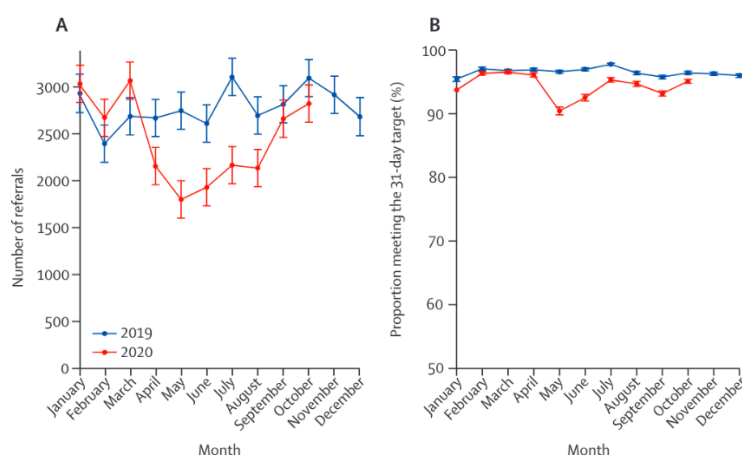 A
Number of referrals
3000
2500
2000
1500
1000
500
0
2019
2020
January
February
March
April
May
June
July
August
September
October
November
December
Month
B
Proportion meeting the 31-day target (%)
100
90
80
70
60
50
January
February
March
April
May
June
July
August
September
October
November
December
Month